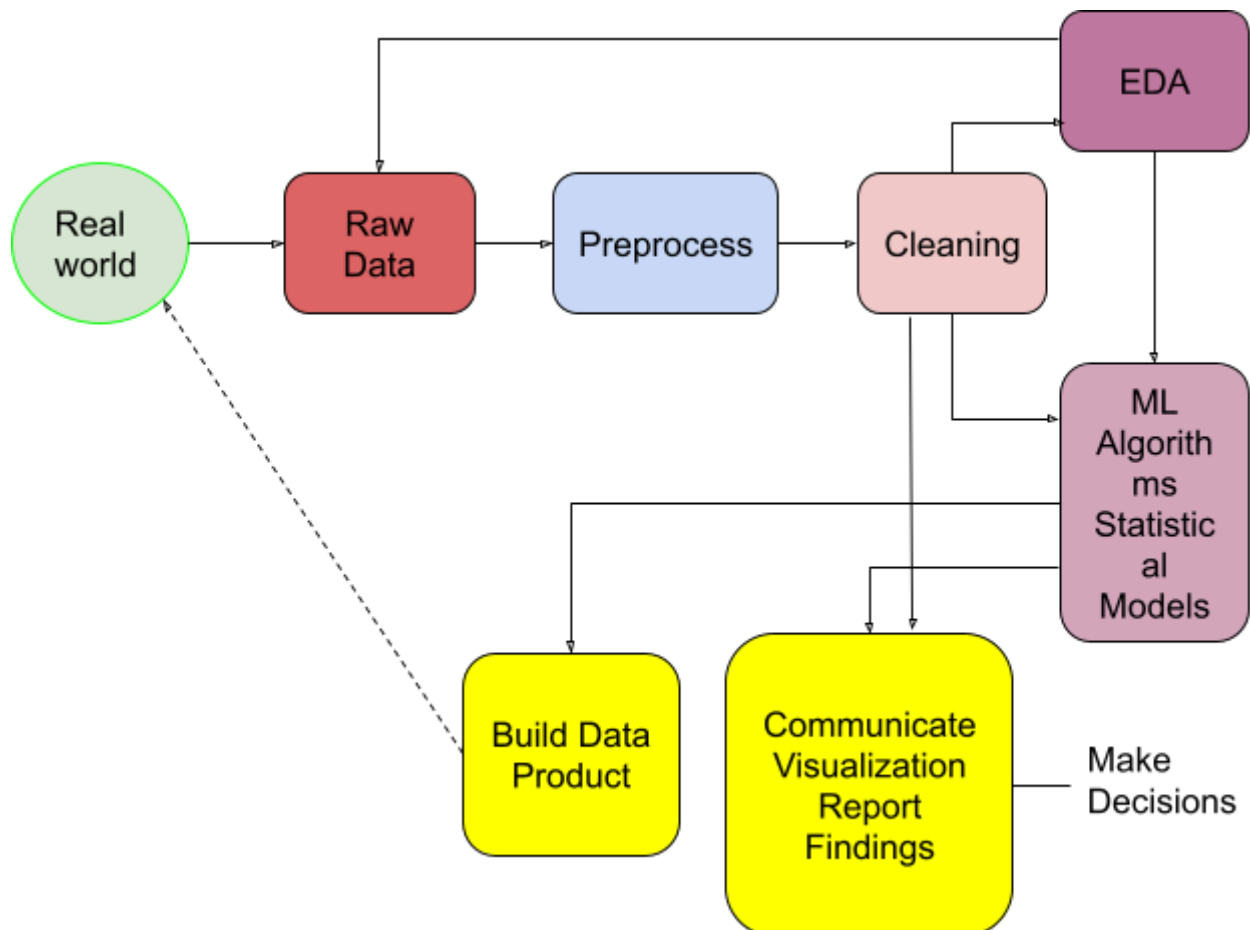 EDA
Real
world
Raw
Data
Preprocess
Cleaning
ML
Algorith
ms
Statistic
al
Models
Build Data
Product
Communicate
Visualization
Report
Findings
Make
Decisions